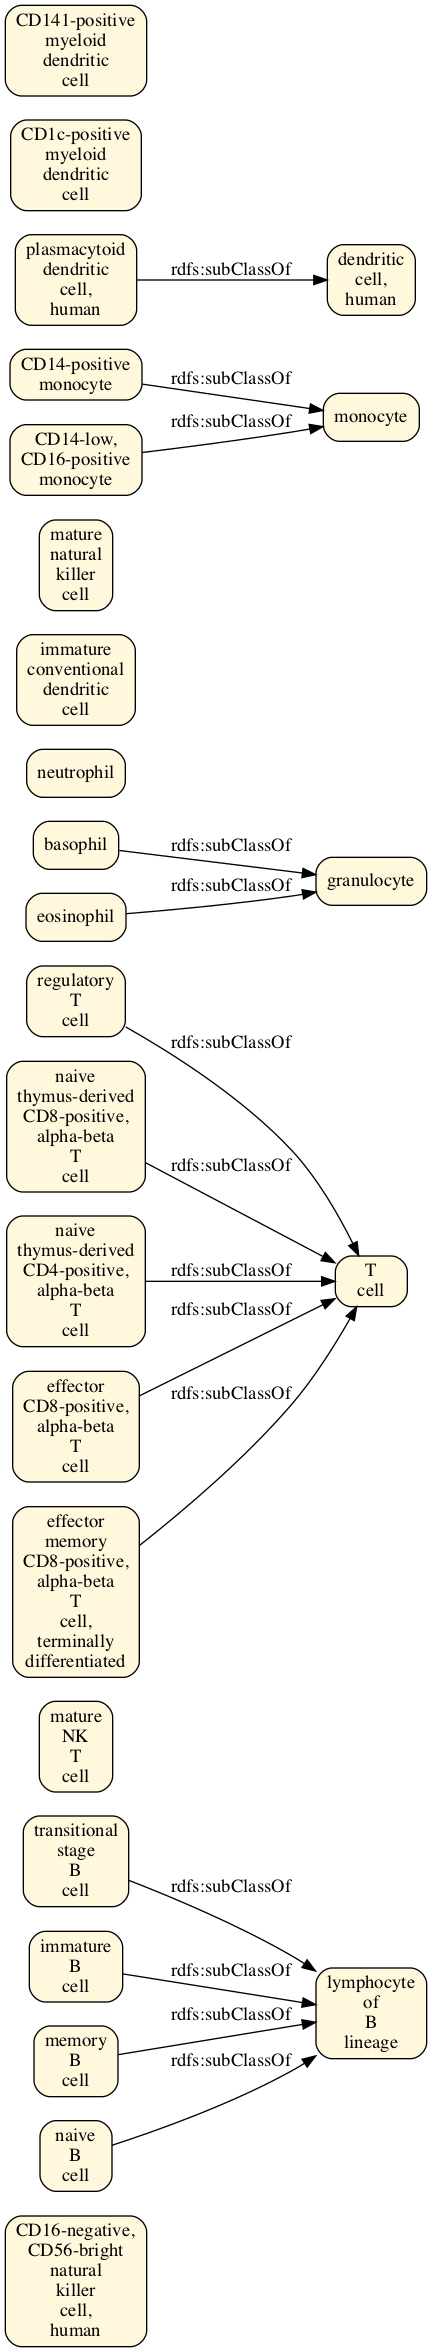 CD141-positive
myeloid
dendritic
cell
CD1c-positive
myeloid
dendritic
cell
plasmacytoid
dendritic
cell,
human
rdfs:subClassOf
dendritic
cell,
human
CD14-positive
monocyte
rdfs:subClassOf
monocyte
rdfs:subClassOf
CD14-low,
CD16-positive
monocyte
mature
natural
killer
cell
immature
conventional
dendritic
cell
neutrophil
basophil
rdfs:subClassOf
granulocyte
rdfs:subClassOf
eosinophil
regulatory
T
cell
rdfs:subClassOf
naive
thymus-derived
CD8-positive,
alpha-beta
T
cell
rdfs:subClassOf
naive
thymus-derived
CD4-positive,
alpha-beta
T
cell
rdfs:subClassOf
T
cell
rdfs:subClassOf
effector
CD8-positive,
alpha-beta
T
cell
rdfs:subClassOf
effector
memory
CD8-positive,
alpha-beta
T
cell,
terminally
differentiated
mature
NK
T
cell
transitional
stage
B
cell
rdfs:subClassOf
immature
B
cell
rdfs:subClassOf
lymphocyte
of
B
lineage
rdfs:subClassOf
memory
B
cell
rdfs:subClassOf
naive
B
cell
CD16-negative,
CD56-bright
natural
killer
cell,
human